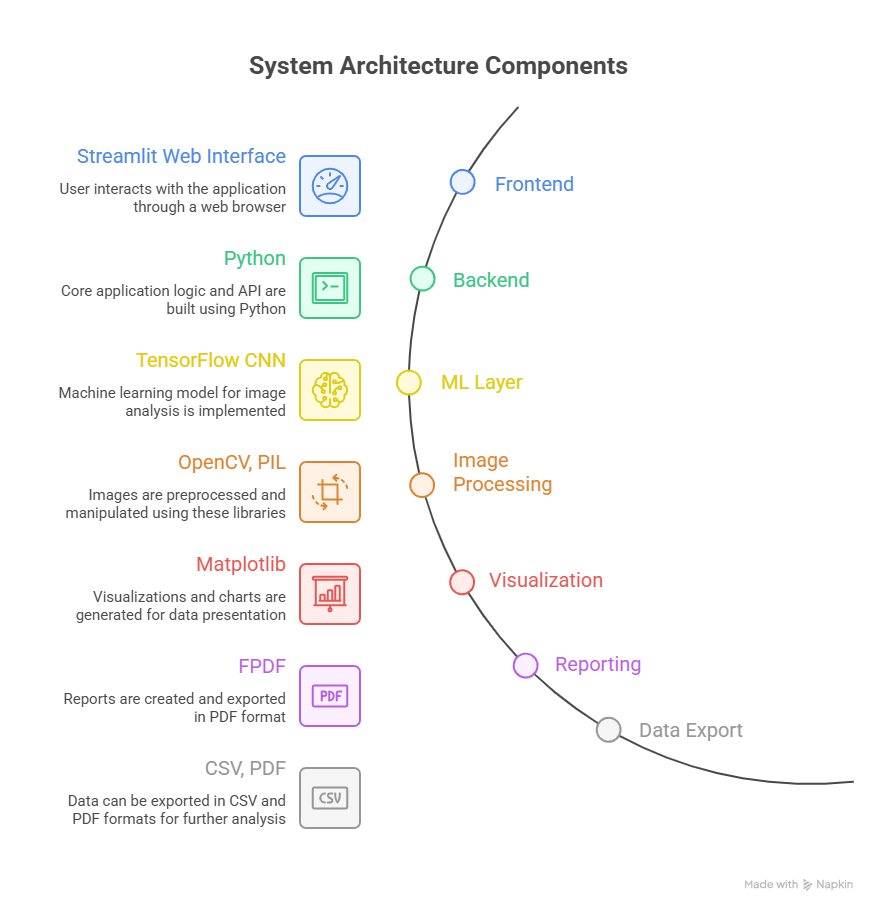 System Architecture Components
Streamlit Web Interface
User interacts with the application
through a web browser
Frontend
Python
Core application logic and API are
built using Python
>-
Backend
TensorFlow CNN
Machine learning model for image
analysis is implemented
ML Layer
OpenCV, PIL
Images are preprocessed and
manipulated using these libraries
Image
Processing
Matplotlib
Visualizations and charts are
generated for data presentation
Visualization
FPDF
Reports are created and exported
in PDF format
PDF
Reporting
CSV, PDF
Data can be exported in CSV and
PDF formats for further analysis
CSV
Data Export
Made with Napkin